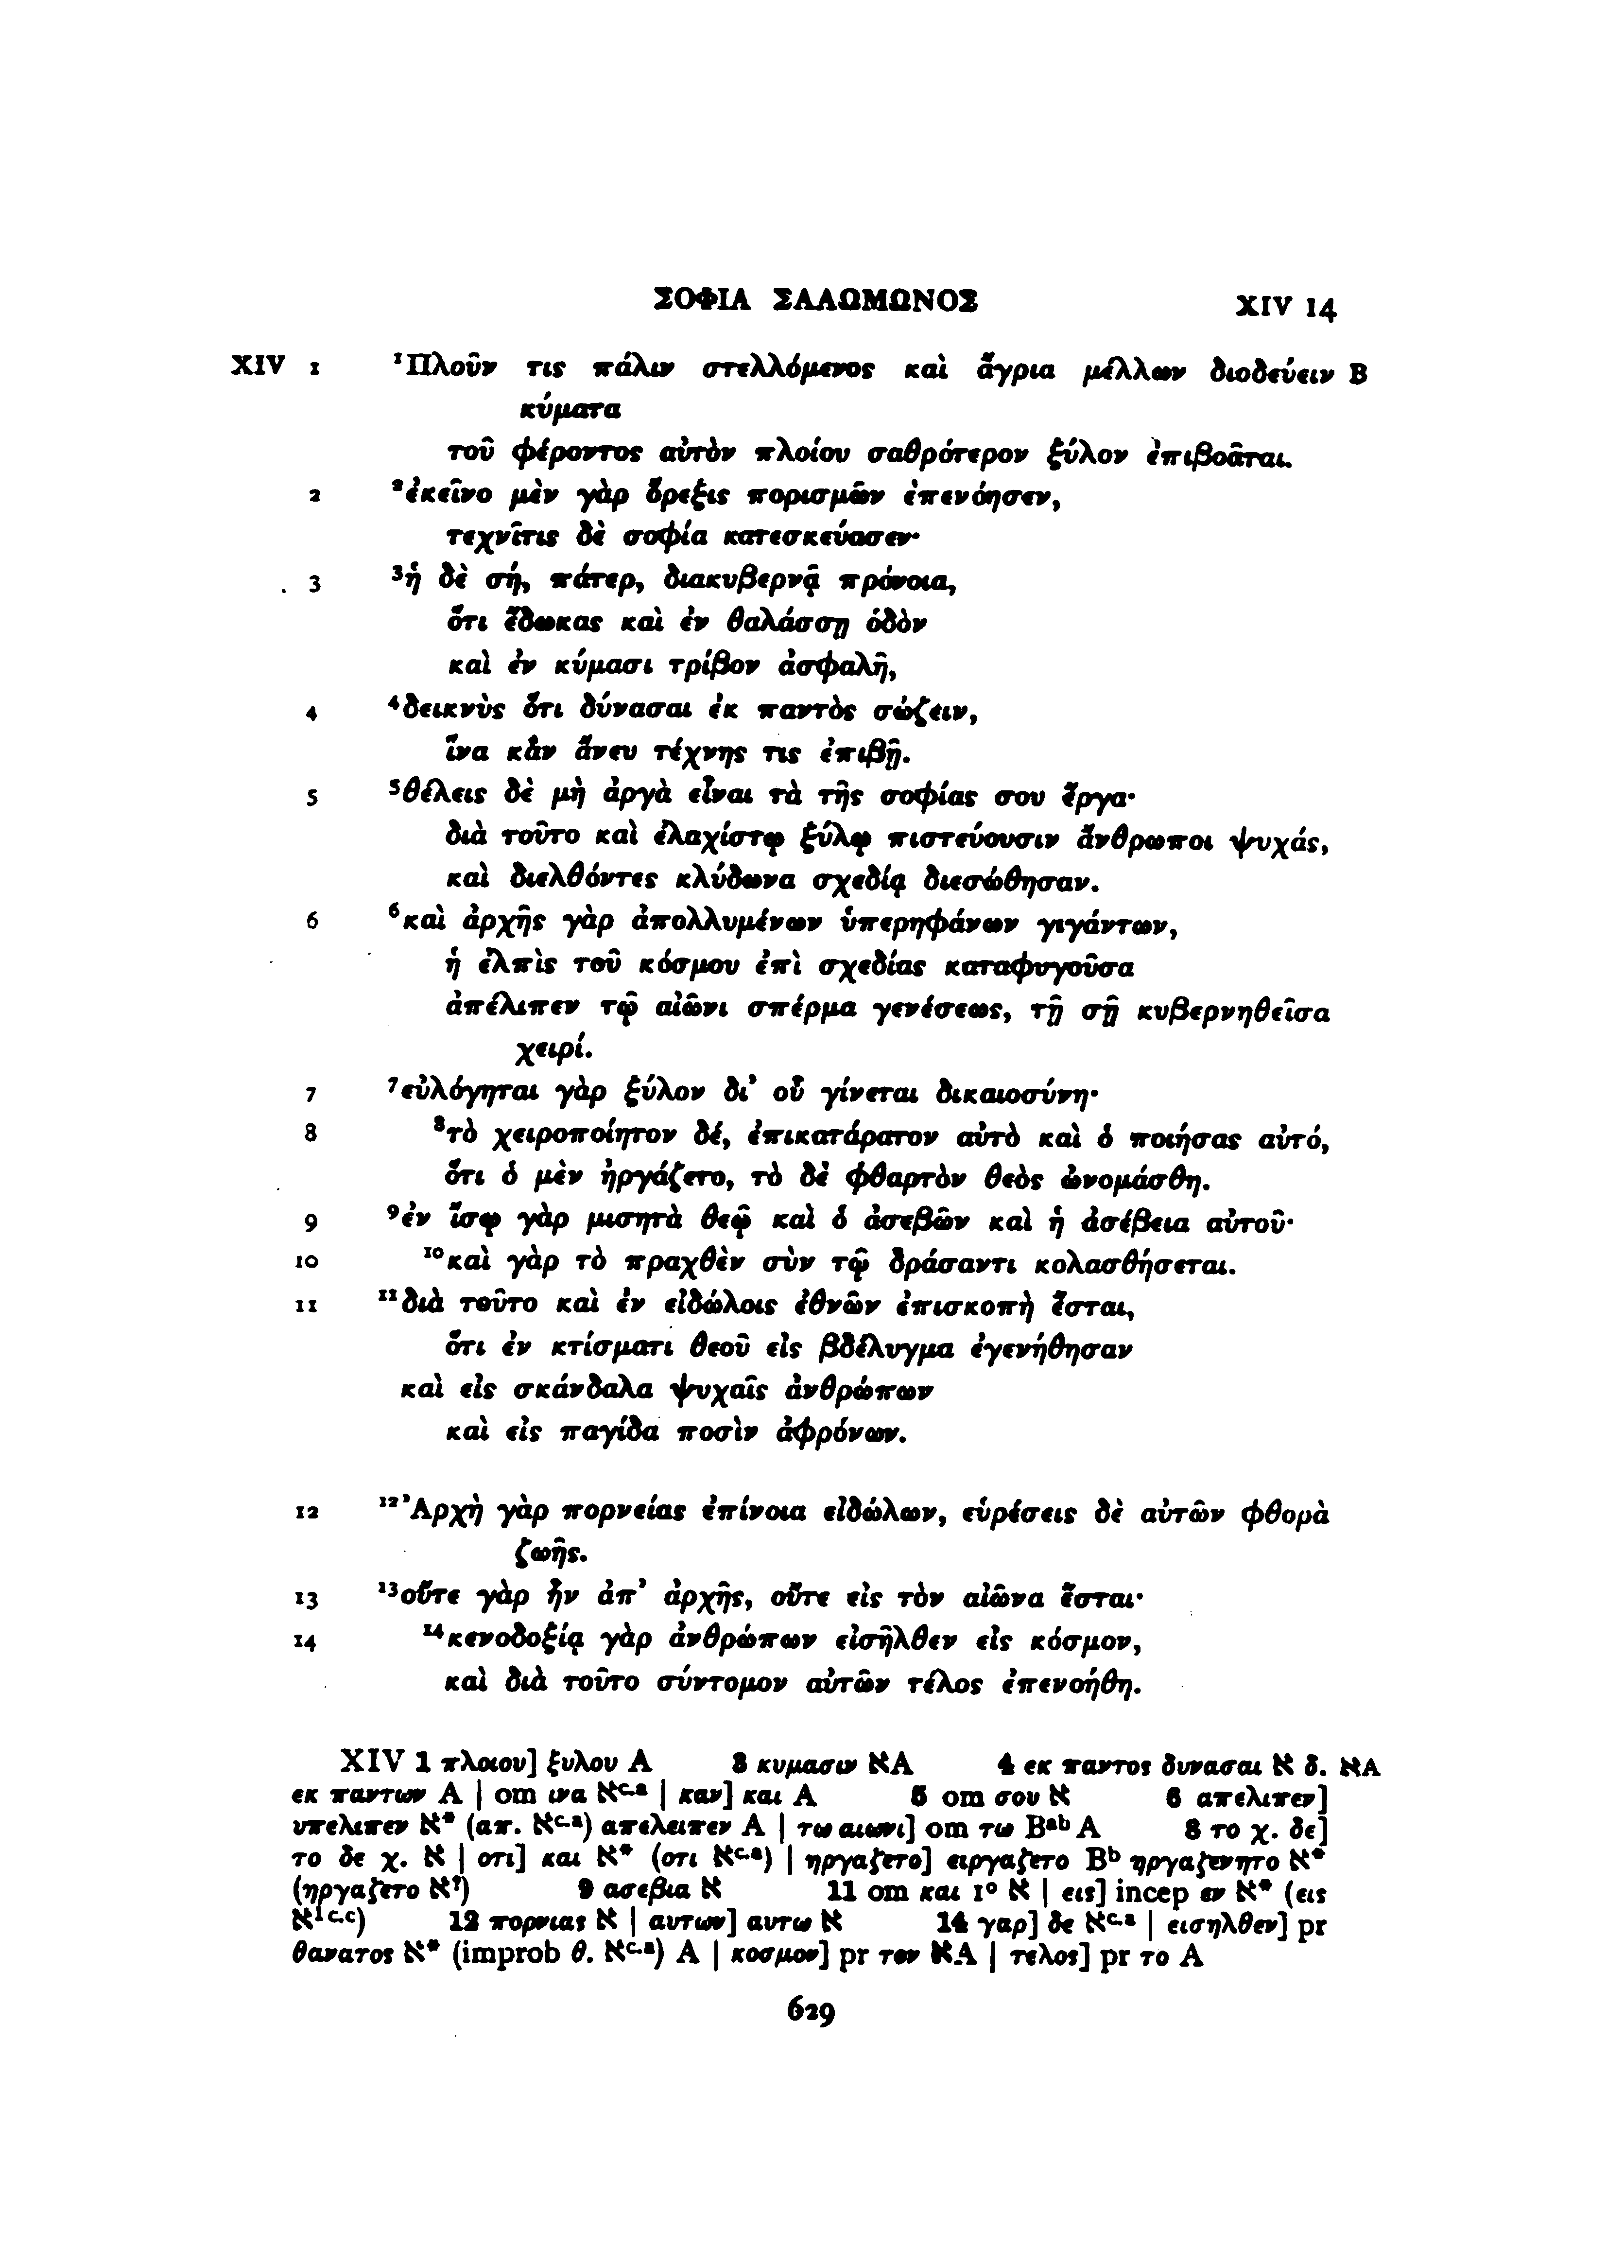 ΣΟΦΙΑ ΣΑΛΩΜΩΝΟΣ XIV 14
XIV 1 ¹Πλοῦν τις πάλιν στελλόμενος καὶ ἄγρια μέλλων διοδεύειν B
κύματα
τοῦ φέροντος αὐτὸν πλοίου σαθρότερον ξύλον ἐπιβοᾶται.
2 ²ἐκεῖνο μὲν γὰρ ὄρεξις πορισμῶν ἐπενόησεν,
τεχνῖτις δὲ σοφία κατεσκεύασεν·
3 ³ἡ δὲ σή, πάτερ, διακυβερνᾷ πρόνοια,
ὅτι ἔδωκας καὶ ἐν θαλάσσῃ ὁδὸν
καὶ ἐν κύμασι τρίβον ἀσφαλῆ,
4 ⁴δεικνὺς ὅτι δύνασαι ἐκ παντὸς σώζειν,
ἵνα κἂν ἄνευ τέχνης τις ἐπιβῇ.
5 ⁵θέλεις δὲ μὴ ἀργὰ εἶναι τὰ τῆς σοφίας σου ἔργα·
διὰ τοῦτο καὶ ἐλαχίστῳ ξύλῳ πιστεύουσιν ἄνθρωποι ψυχάς,
καὶ διελθόντες κλύδωνα σχεδίᾳ διεσώθησαν.
6 ⁶καὶ ἀρχῆς γὰρ ἀπολλυμένων ὑπερηφάνων γιγάντων,
ἡ ἐλπὶς τοῦ κόσμου ἐπὶ σχεδίας καταφυγοῦσα
ἀπέλιπεν τῷ αἰῶνι σπέρμα γενέσεως, τῇ σῇ κυβερνηθεῖσα
χειρί.
7 ⁷εὐλόγηται γὰρ ξύλον δι᾽ οὗ γίνεται δικαιοσύνη·
8 ⁸τὸ χειροποίητον δέ, ἐπικατάρατον αὐτὸ καὶ ὁ ποιήσας αὐτό,
ὅτι ὁ μὲν ἠργάζετο, τὸ δὲ φθαρτὸν θεὸς ὠνομάσθη.
9 ⁹ἐν ἴσῳ γὰρ μισητὰ θεῷ καὶ ὁ ἀσεβῶν καὶ ἡ ἀσέβεια αὐτοῦ·
10 ¹⁰καὶ γὰρ τὸ πραχθὲν σὺν τῷ δράσαντι κολασθήσεται.
11 ¹¹διὰ τοῦτο καὶ ἐν εἰδώλοις ἐθνῶν ἐπισκοπὴ ἔσται,
ὅτι ἐν κτίσματι θεοῦ εἰς βδέλυγμα ἐγενήθησαν
καὶ εἰς σκάνδαλα ψυχαῖς ἀνθρώπων
καὶ εἰς παγίδα ποσὶν ἀφρόνων.
12 ¹²Ἀρχὴ γὰρ πορνείας ἐπίνοια εἰδώλων, εὑρέσεις δὲ αὐτῶν φθορὰ
ζωῆς.
13 ¹³οὔτε γὰρ ἦν ἀπ᾽ ἀρχῆς, οὔτε εἰς τὸν αἰῶνα ἔσται·
14 ¹⁴κενοδοξίᾳ γὰρ ἀνθρώπων εἰσῆλθεν εἰς κόσμον,
καὶ διὰ τοῦτο σύντομον αὐτῶν τέλος ἐπενοήθη.
XIV 1 πλοιου] ξυλου A 3 κυμασιν אA 4 εκ παντος δυνασαι א δ. אA
εκ παντων A | om ινα א^c.a | καν] και A 5 om σου א 6 απελιπεν]
υπελιπεν א* (απ. א^c.a) απελειπεν A | τω αιωνι] om τω B^ab A 8 το χ. δε]
το δε χ. א | οτι] και א* (οτι א^c.a) | ηργαζετο] ειργαζετο B^b ηργαζενητο א*
(ηργαζετο א^?) 9 ασεβια א 11 om και 1° א | εις] incep εν א* (εις
א^1 c.c) 12 πορνιας א | αυτων] αυτω א 14 γαρ] δε א^c.a | εισηλθεν] pr
θανατος א* (improb θ. א^c.a) A | κοσμον] pr τον אA | τελος] pr το A
629